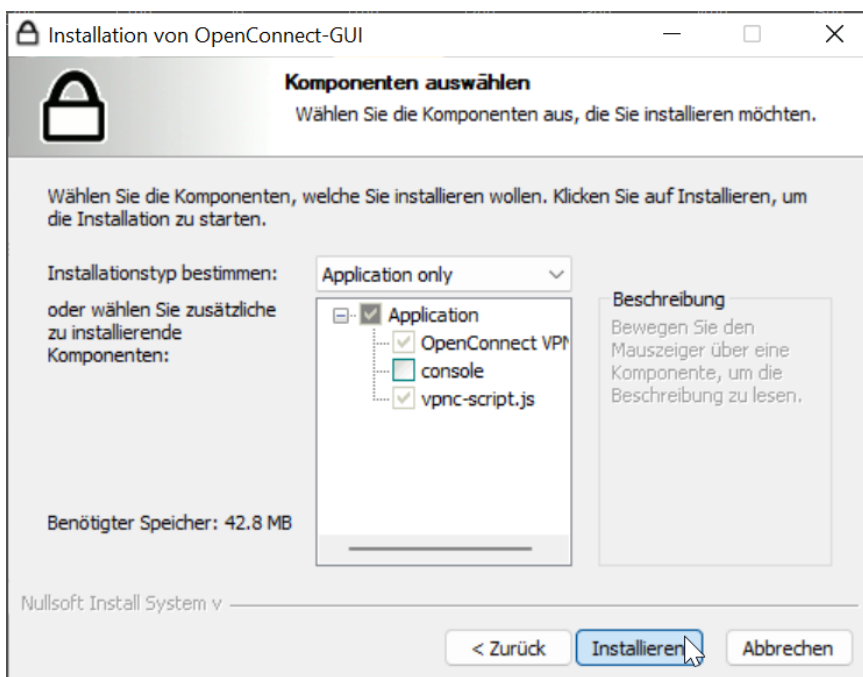 Installation von OpenConnect-GUI
Komponenten auswählen
Wählen Sie die Komponenten aus, die Sie installieren möchten.
Wählen Sie die Komponenten, welche Sie installieren wollen. Klicken Sie auf Installieren, um
die Installation zu starten.
Installationstyp bestimmen:
Application only
oder wählen Sie zusätzliche
zu installierende
Komponenten:
Application
OpenConnect VPN
console
vpnc-script.js
Beschreibung
Bewegen Sie den
Mauszeiger über eine
Komponente, um die
Beschreibung zu lesen.
Benötigter Speicher: 42.8 MB
Nullsoft Install System v
< Zurück
Installieren
Abbrechen